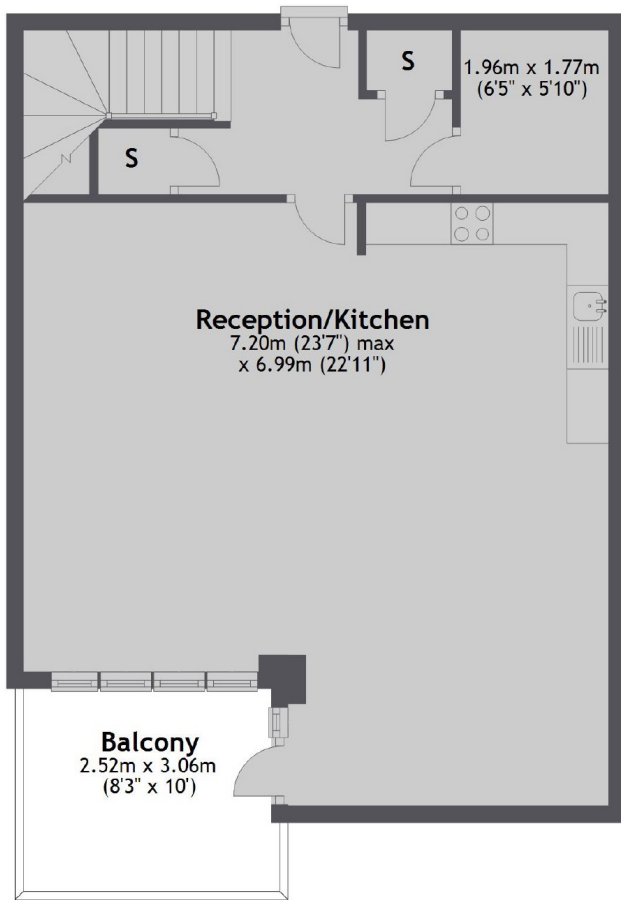 S
1.96m x 1.77m
(6'5" x 5'10")
S
Reception/Kitchen
7.20m (23'7") max
x 6.99m (22'11")
Balcony
2.52m x 3.06m
(8'3" x 10')